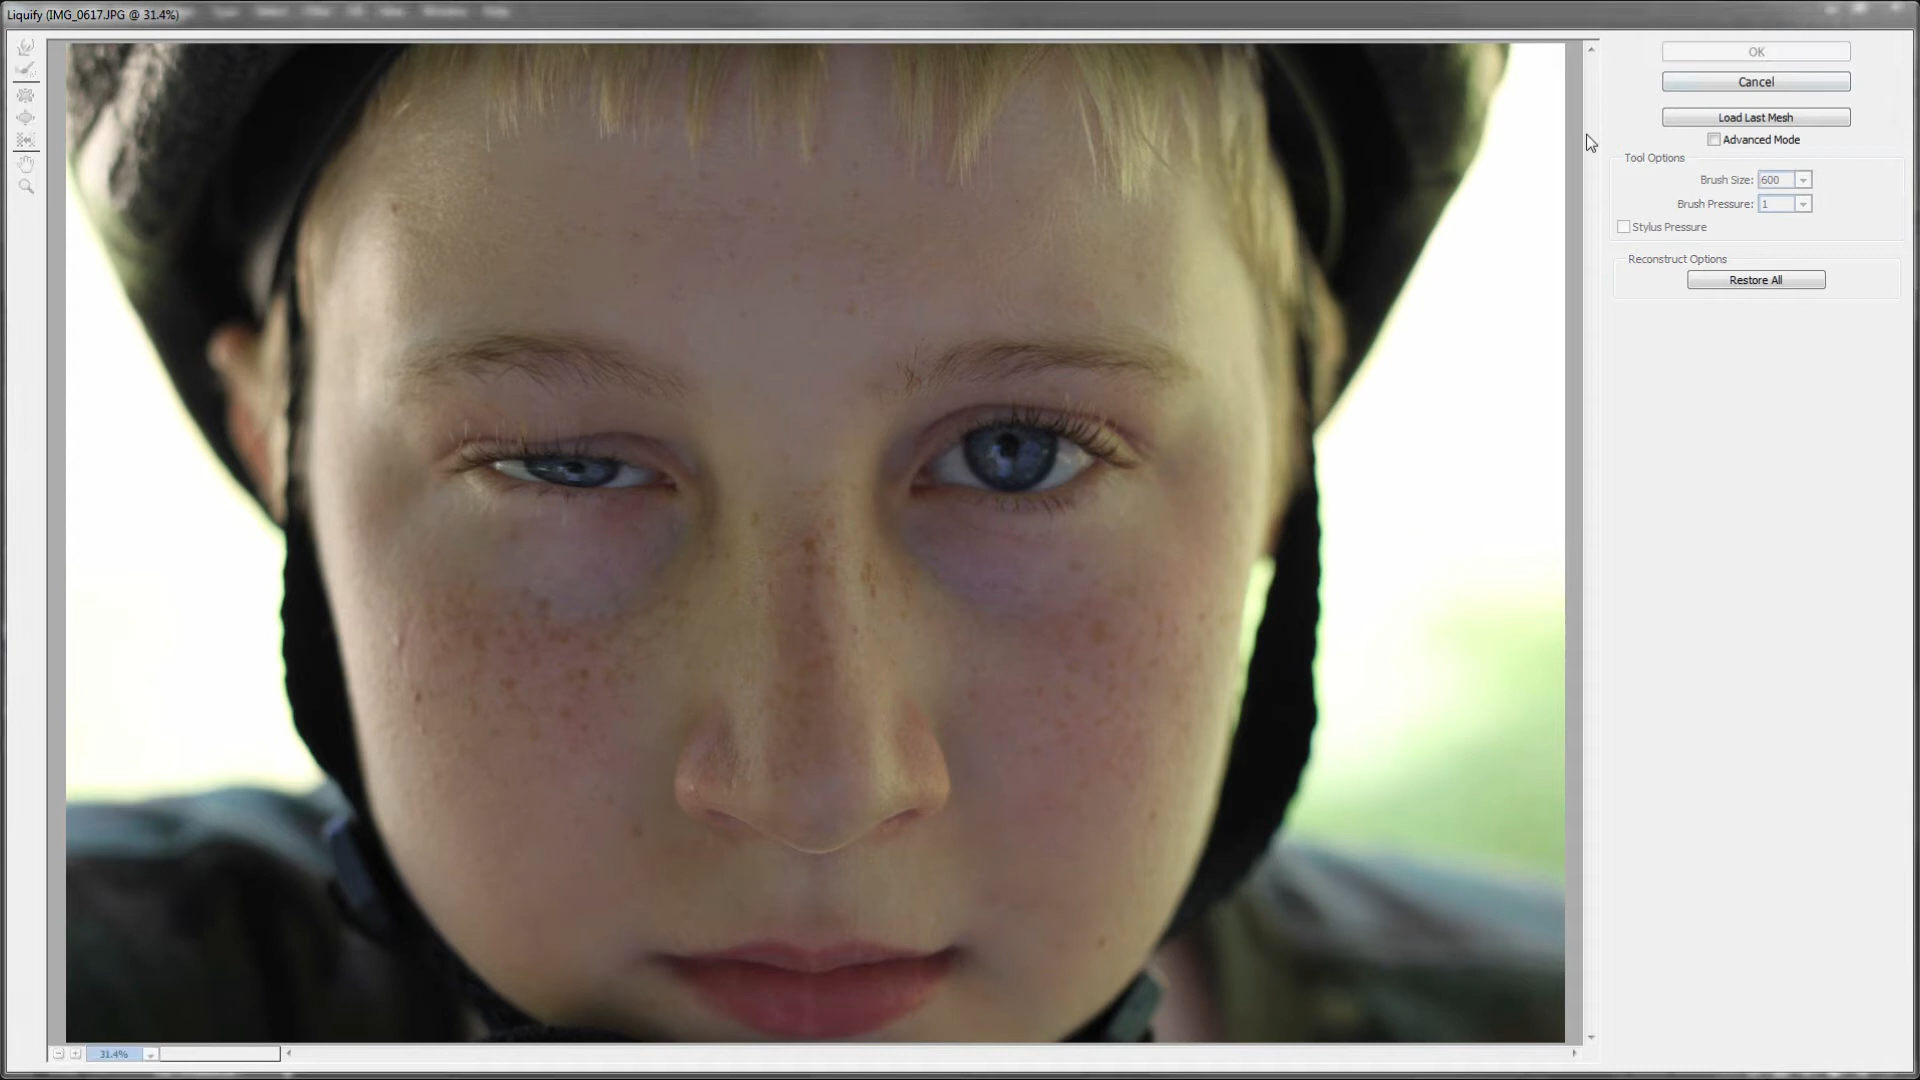 Liquify (IMG_0617.JPG @ 31.4%)
OK
Cancel
Load Last Mesh
Advanced Mode
Tool Options
Brush Size: 600
Brush Pressure: 1
Stylus Pressure
Reconstruct Options
Restore All
31.4%